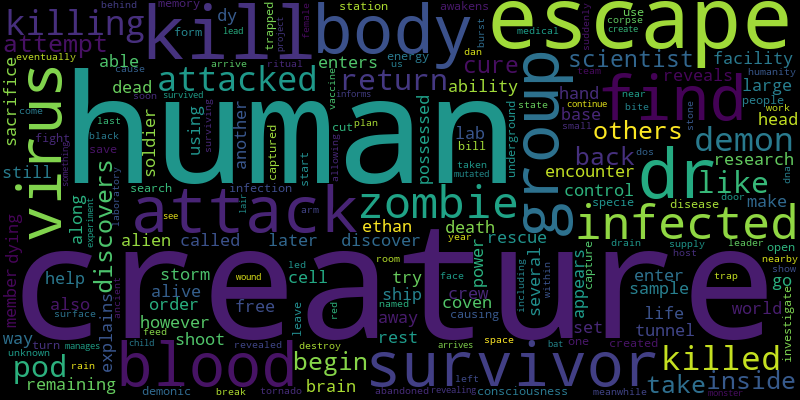 behind
memory
dy
station
awakens
use
corpse
create
burst
medical
suddenly
killing
kill
body
escape
attempt
form
lead
trapped
project
female
able
eventually
enters
arrive
ritual
energy
us
dan
cure
scientist
facility
sacrifice
cause
dead
attacked
return
ability
reveals
large
people
humanity
team
virus
human
group
find
come
soon
survived
vaccine
informs
hand
near
bite
work
using
another
captured
cut
plan
lab
bill
state
continue
base
small
others
head
stone
last
fight
black
soldier
surviving
possessed
start
allowing
taken
mutated
underground
back
demon
still
something
save
search
infection
encounter
research
dos
control
make
dr
like
discovers
along
experiment
laboratory
attack
zombie
lair
arm
see
ethan
death
specie
disease
door
dna
infected
dying
alien
called
later
discover
year
rescue
drain
supply
leader
open
nearby
host
show
member
also
help
storm
wound
led
room
cell
try
face
power
several
within
including
appears
capture
enter
sample
trap
go
investigate
creature
explains
surface
ancient
alive
order
however
free
red
leave
named
ship
crew
coven
causing
away
set
life
world
tunnel
one
created
way
turn
manages
shoot
feed
revealed
destroy
rest
arrives
space
unknown
rain
child
bat
left
pod
blood
begin
survivor
killed
take
inside
remaining
demonic
break
tornado
brain
abandoned
revealing
consciousness
meanwhile
monster